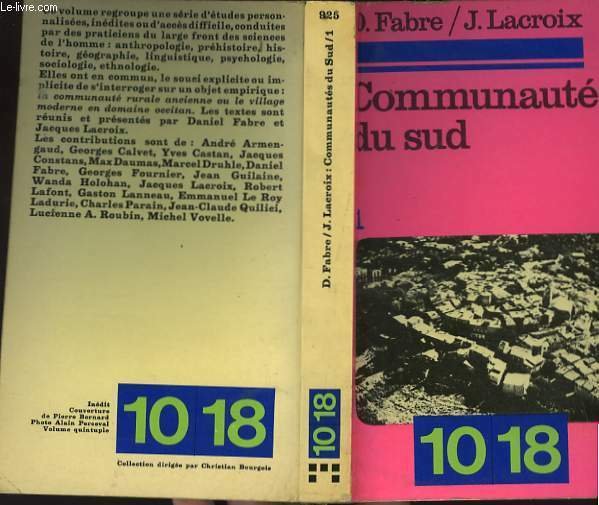 Le-livre.com
volume regroupe une série d'études person-
nalisées, inédites ou d'accès difficile, conduites
par des praticiens du large front des sciences
de l'homme : anthropologie, préhistoire, his-
toire, géographie, linguistique, psychologie,
sociologie, ethnologie.
Elles ont en commun, le souci explicite ou im-
plicite de s'interroger sur un objet empirique :
la communauté rurale ancienne ou le village
moderne en domaine occitan. Les textes sont
réunis et présentés par Daniel Fabre et
Jacques Lacroix.
Les contributions sont de : André Armen-
gaud, Georges Calvet, Yves Castan, Jacques
Constans, Max Daumas, Marcel Druhle, Daniel
Fabre, Georges Fournier, Jean Guilaine,
Wanda Holohan, Jacques Lacroix, Robert
Lafont, Gaston Lanneau, Emmanuel Le Roy
Ladurie, Charles Parain, Jean-Claude Quilici,
Lucienne A. Roubin, Michel Vovelle.
Inédit
Couverture
de Pierre Bernard
Photo Alain Perceval
Volume quintuple
10 18
Collection dirigée par Christian Bourgois
825
D. Fabre/J. Lacroix : Communautés du Sud/1
10 18
D. Fabre/J. Lacroix
Communauté
du sud
1
10 18